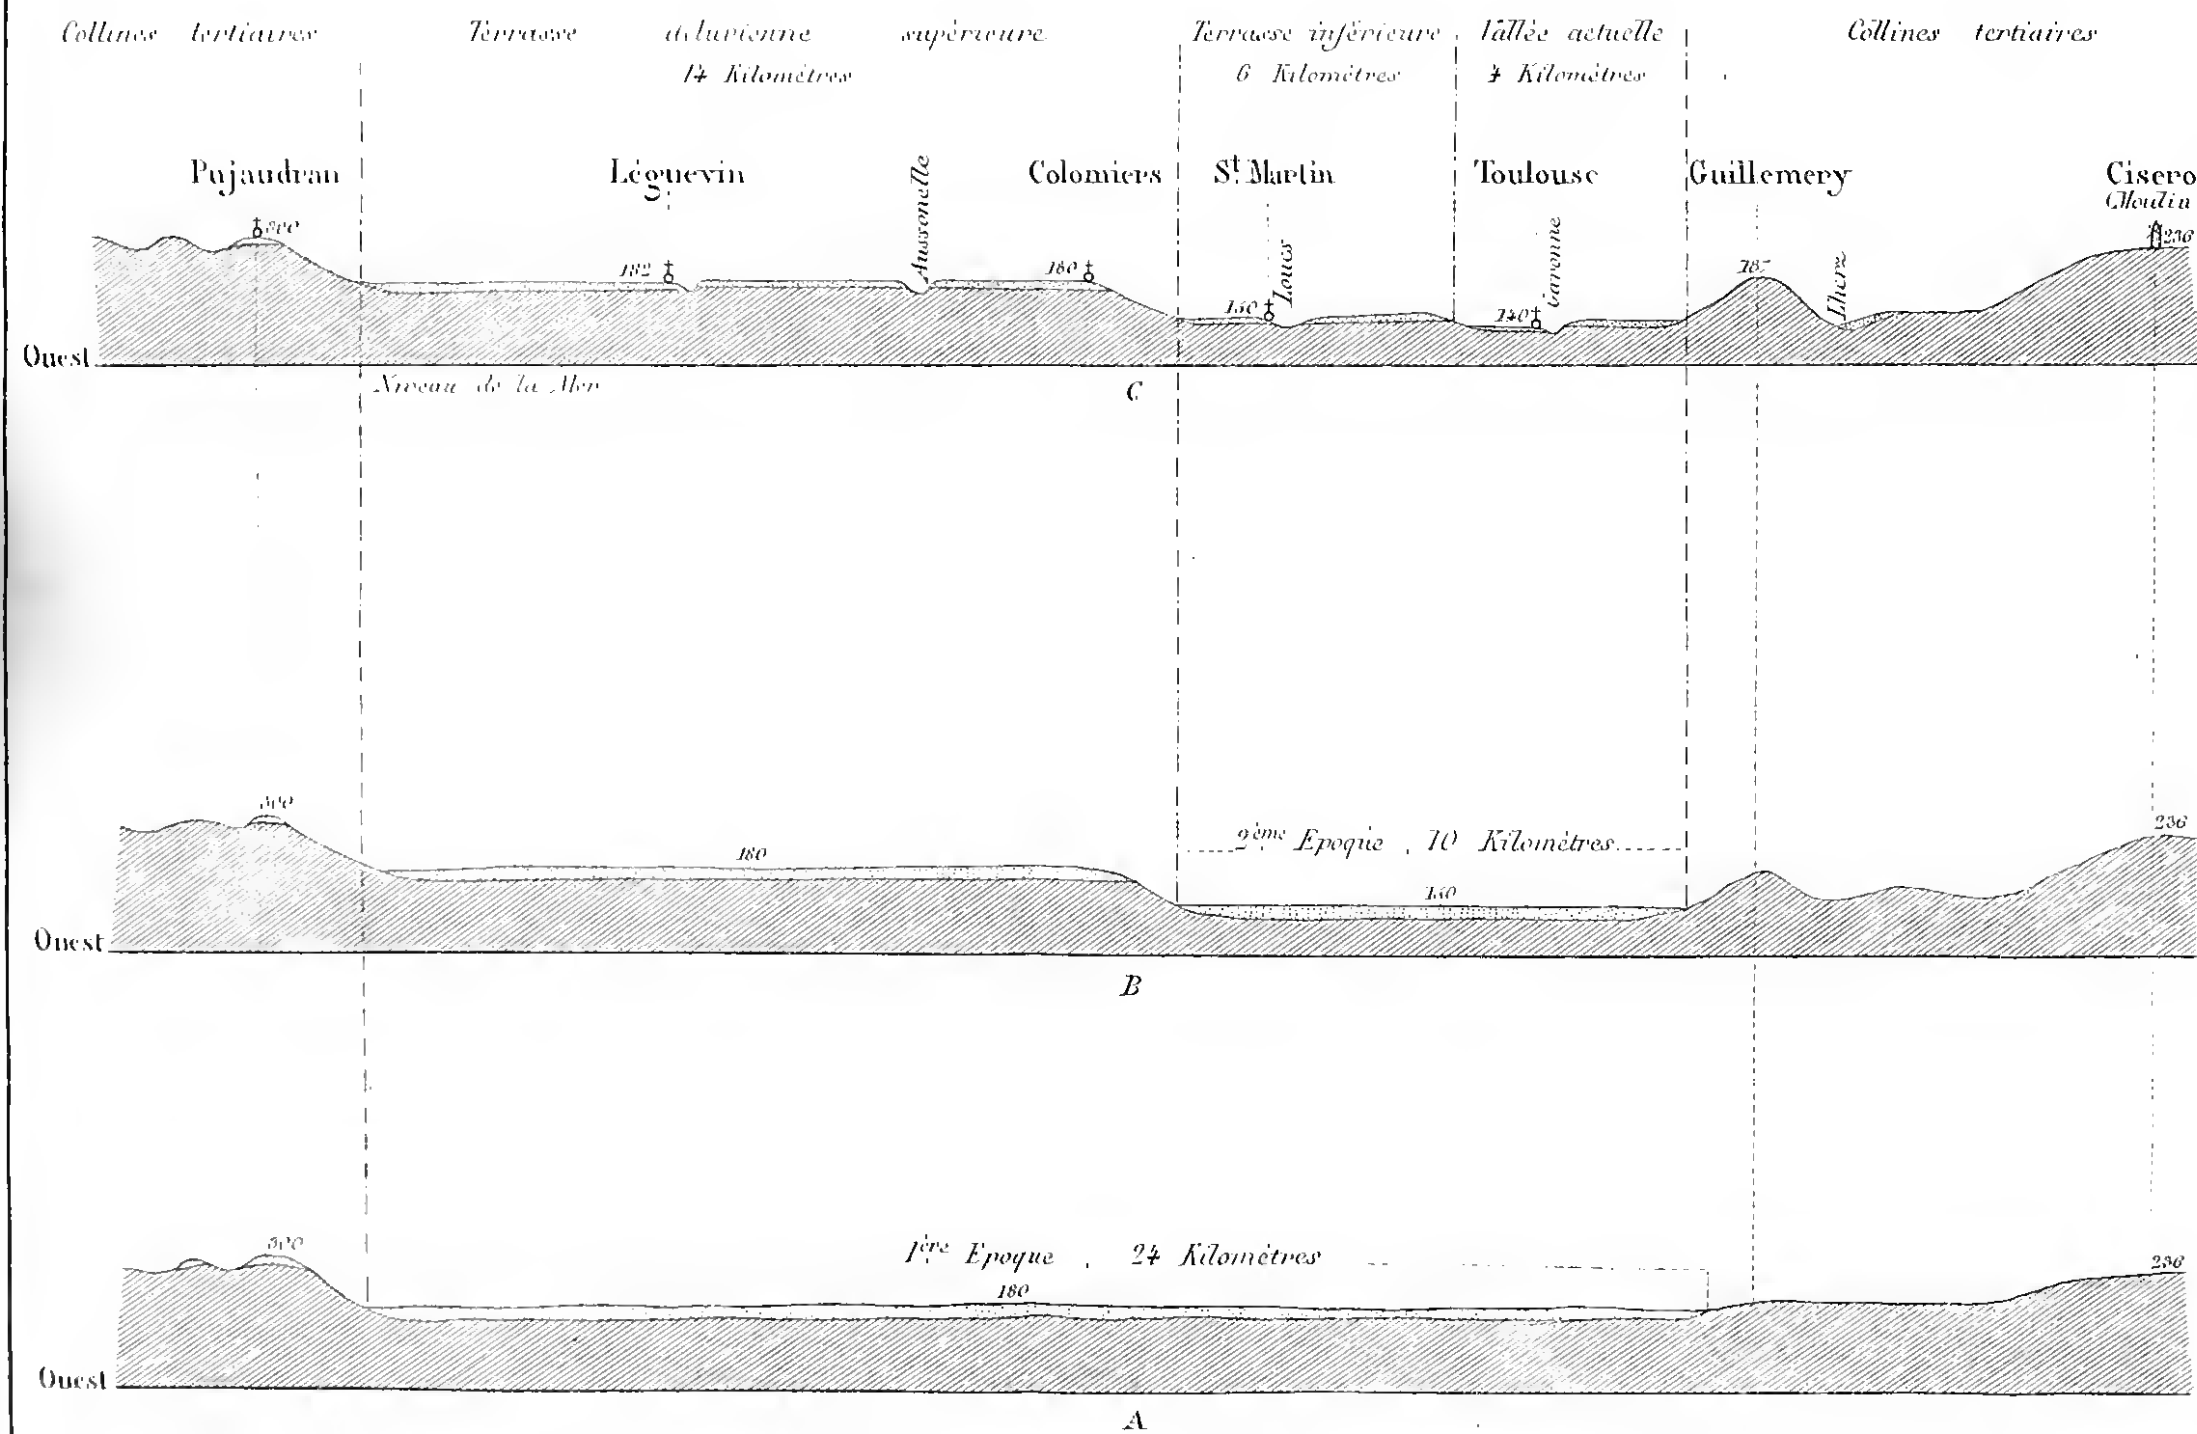 Collines tertiaires Terrasse diluvienne supérieure Terrasse inférieure Vallée actuelle Collines tertiaires
14 Kilomètres 6 Kilomètres 4 Kilomètres
Pujaudran Léguevin Aussonelle Colomiers St Martin Touch Toulouse Garonne Guillemery Lhers Cisero
Moulin
300 182 180 150 140 236
Ouest
Niveau de la Mer
C
300 180 2ème Epoque, 10 Kilomètres 236
150
Ouest
B
300 1ère Epoque, 24 Kilomètres 236
180
Ouest
A